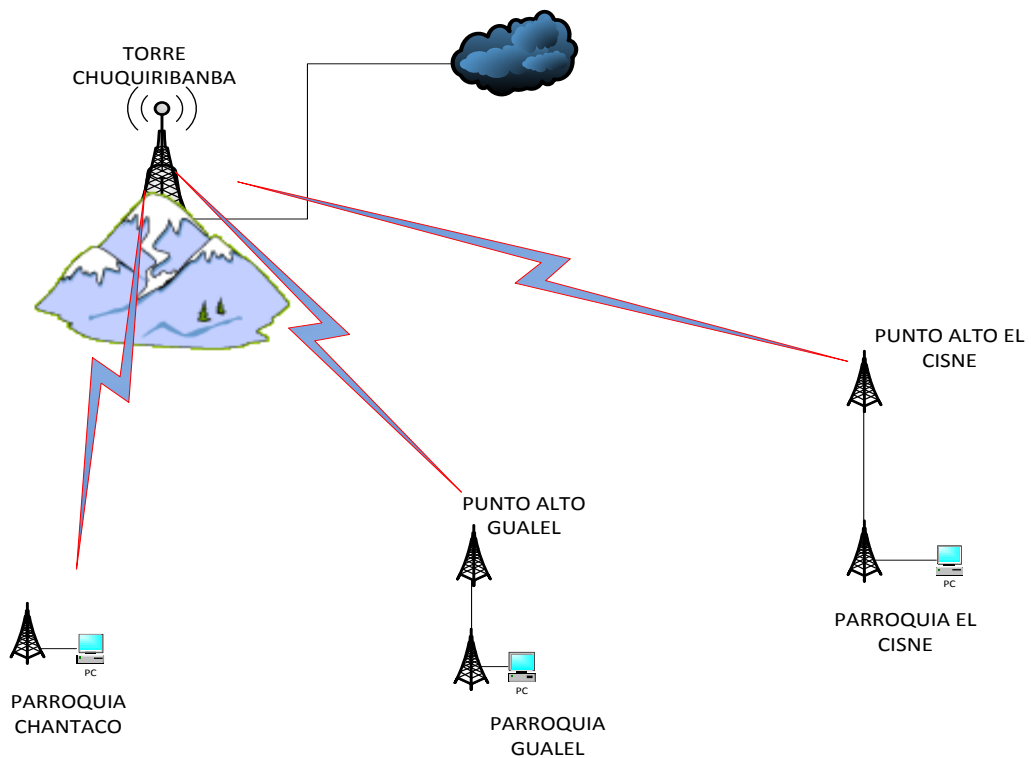 TORRE
CHUQUIRIBANBA
PUNTO ALTO EL
CISNE
PUNTO ALTO
GUALEL
PC
PARROQUIA EL
CISNE
PC
PC
PARROQUIA
CHANTACO
PARROQUIA
GUALEL